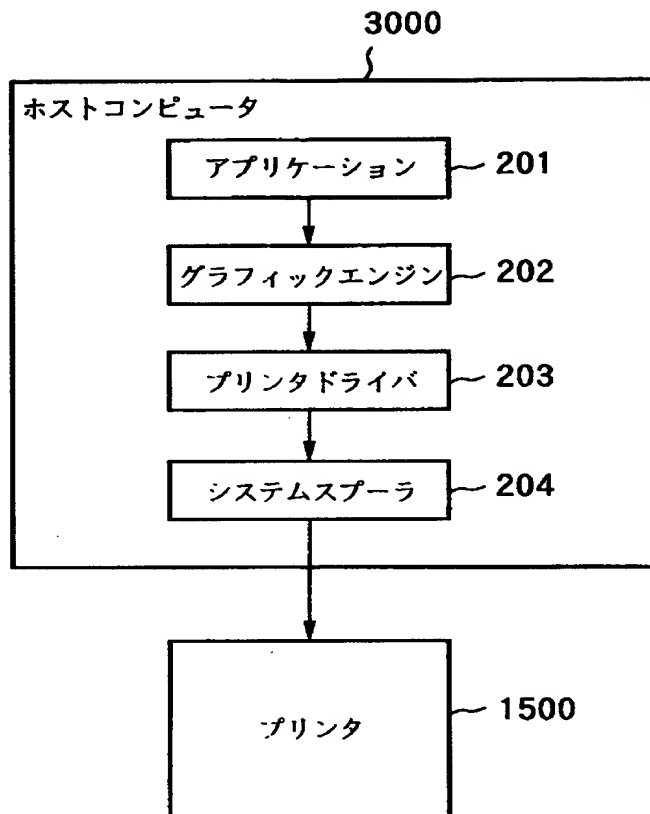 3000
ホストコンピュータ
アプリケーション 201
グラフィックエンジン 202
プリンタドライバ 203
システムスプーラ 204
プリンタ 1500